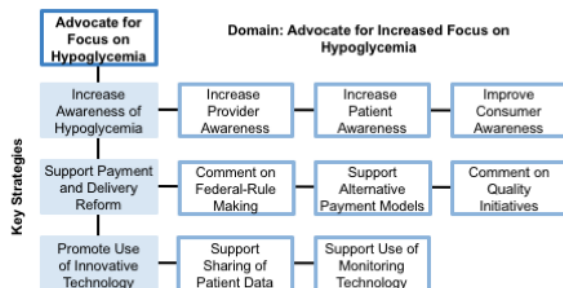 Advocate for
Focus on
Hypoglycemia
Domain: Advocate for Increased Focus on
Hypoglycemia
Key Strategies
Increase
Awareness of
Hypoglycemia
Increase
Provider
Awareness
Increase
Patient
Awareness
Improve
Consumer
Awareness
Support Payment
and Delivery
Reform
Comment on
Federal-Rule
Making
Support
Alternative
Payment Models
Comment on
Quality
Initiatives
Promote Use
of Innovative
Technology
Support
Sharing of
Patient Data
Support Use of
Monitoring
Technology